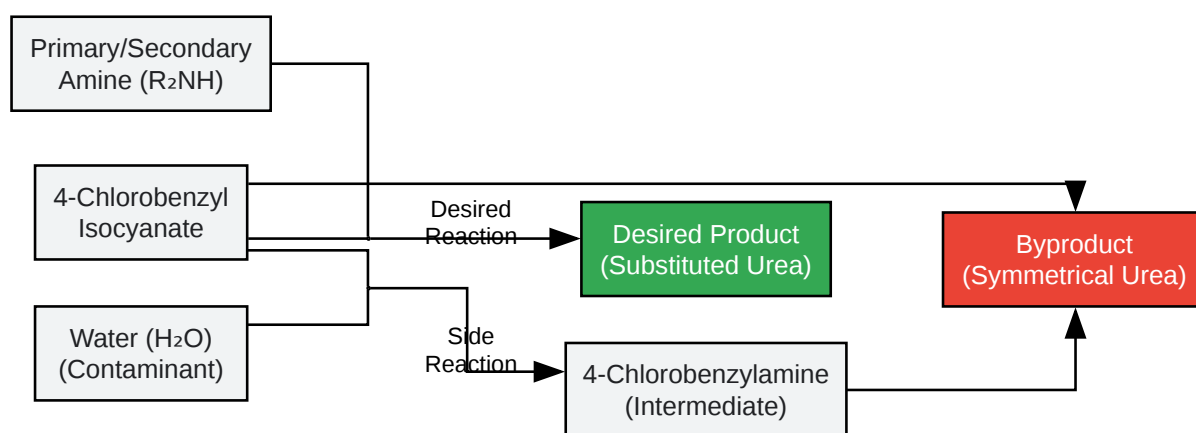 Primary/Secondary
Amine (R₂NH)
4-Chlorobenzyl
Isocyanate
Desired
Reaction
Desired Product
(Substituted Urea)
Byproduct
(Symmetrical Urea)
Water (H₂O)
(Contaminant)
Side
Reaction
4-Chlorobenzylamine
(Intermediate)